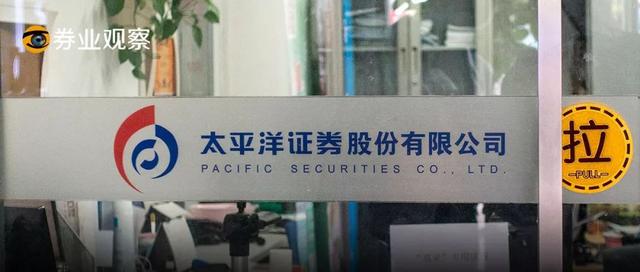 券业观察
太平洋证券股份有限公司
PACIFIC SECURITIES CO., LTD.
拉
PULL